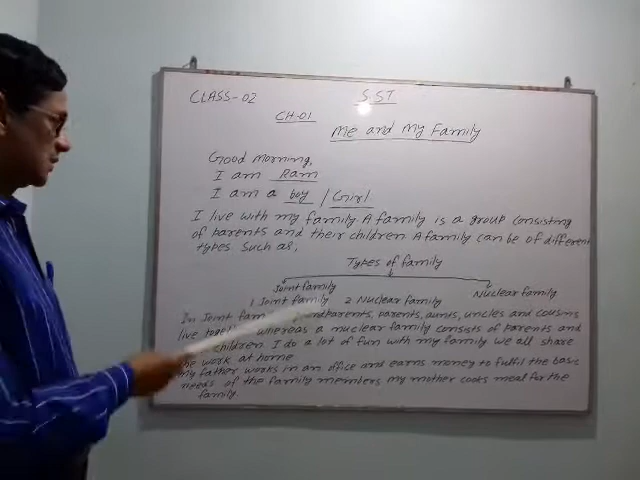 CLASS-02
S.ST
CH-01
Me and My Family
Good Morning,
I am Ram
I am a boy / Girl
I live with my family A family is a group consisting
of parents and their children A family can be of different
types such as,
Types of family
Joint family
Nuclear family
1 Joint family 2 Nuclear family
In Joint parents, parents, aunts, uncles and cousins
live whereas a nuclear family consists of parents and
children. I do a lot of fun with my family we all share
the work at home
My father works in an office and earns money to fulfil the basic
needs of the family members my mother cooks meal for the
family.